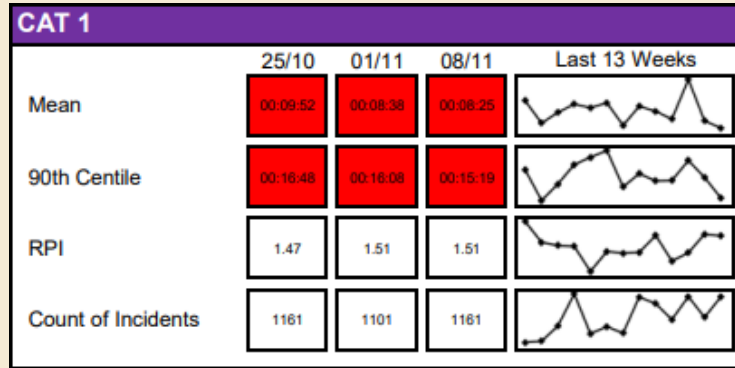 CAT 1
25/10 01/11 08/11 Last 13 Weeks
Mean 00:09:52 00:08:38 00:08:25
90th Centile 00:16:48 00:16:08 00:15:19
RPI 1.47 1.51 1.51
Count of Incidents 1161 1101 1161